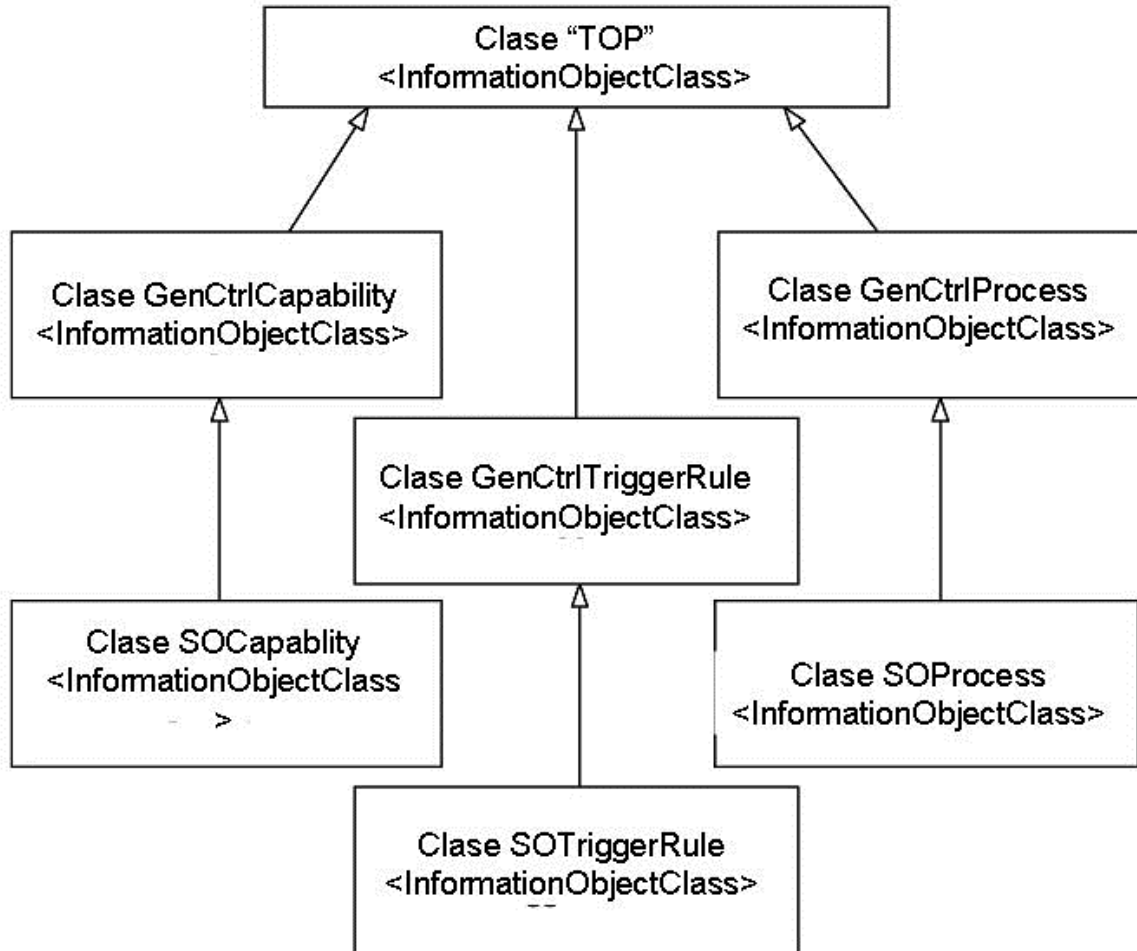 Clase “TOP”
<InformationObjectClass>
Clase GenCtrlCapability
<InformationObjectClass>
Clase GenCtrlProcess
<InformationObjectClass>
Clase GenCtrlTriggerRule
<InformationObjectClass>
Clase SOCapablity
<InformationObjectClass
>
Clase SOProcess
<InformationObjectClass>
Clase SOTriggerRule
<InformationObjectClass>